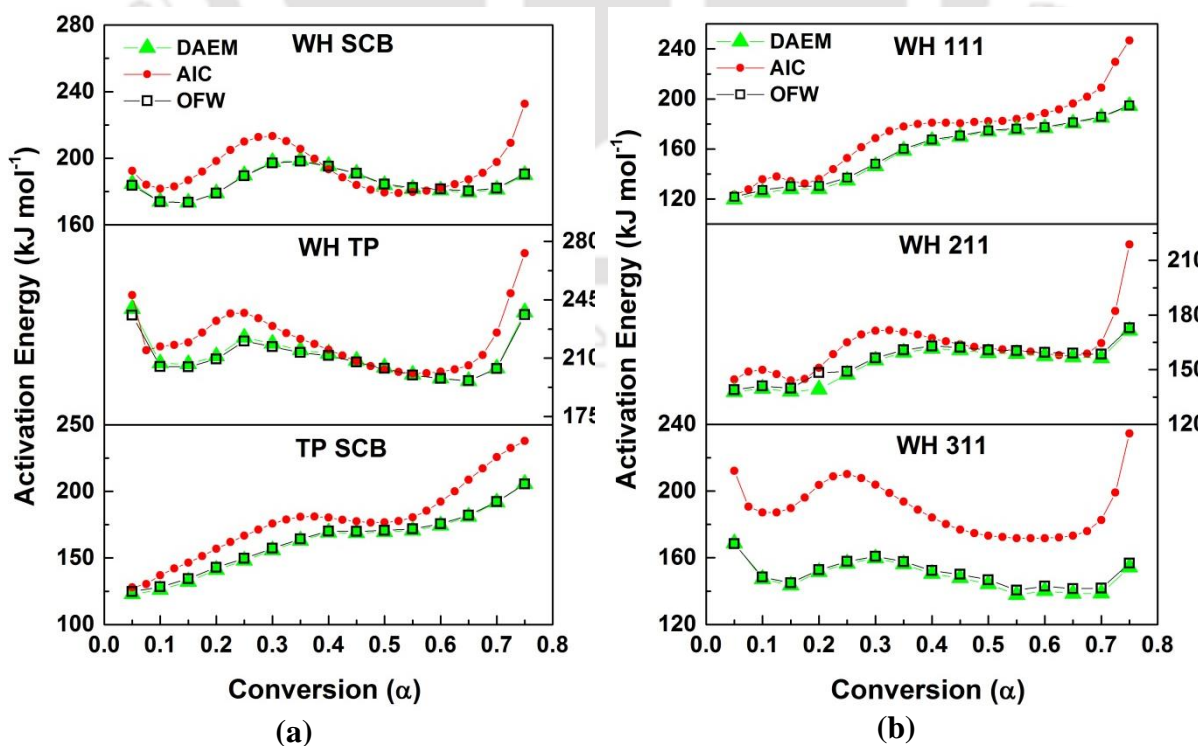 WH SCB
DAEM
AIC
OFW
280
240
200
160
WH TP
280
245
210
175
TP SCB
250
200
150
100
0.0 0.1 0.2 0.3 0.4 0.5 0.6 0.7 0.8
Activation Energy (kJ mol⁻¹)
Conversion (α)
(a)
WH 111
DAEM
AIC
OFW
240
200
160
120
WH 211
210
180
150
120
WH 311
240
200
160
120
0.0 0.1 0.2 0.3 0.4 0.5 0.6 0.7 0.8
Activation Energy (kJ mol⁻¹)
Conversion (α)
(b)